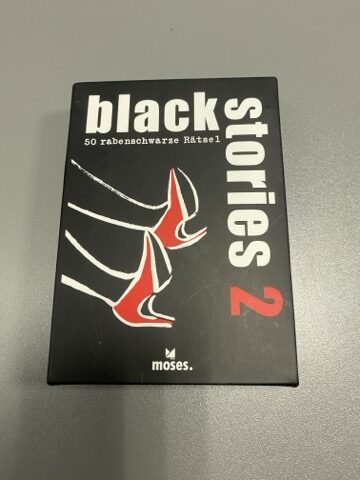 black
stories 2
50 rabenschwarze Rätsel
moses.